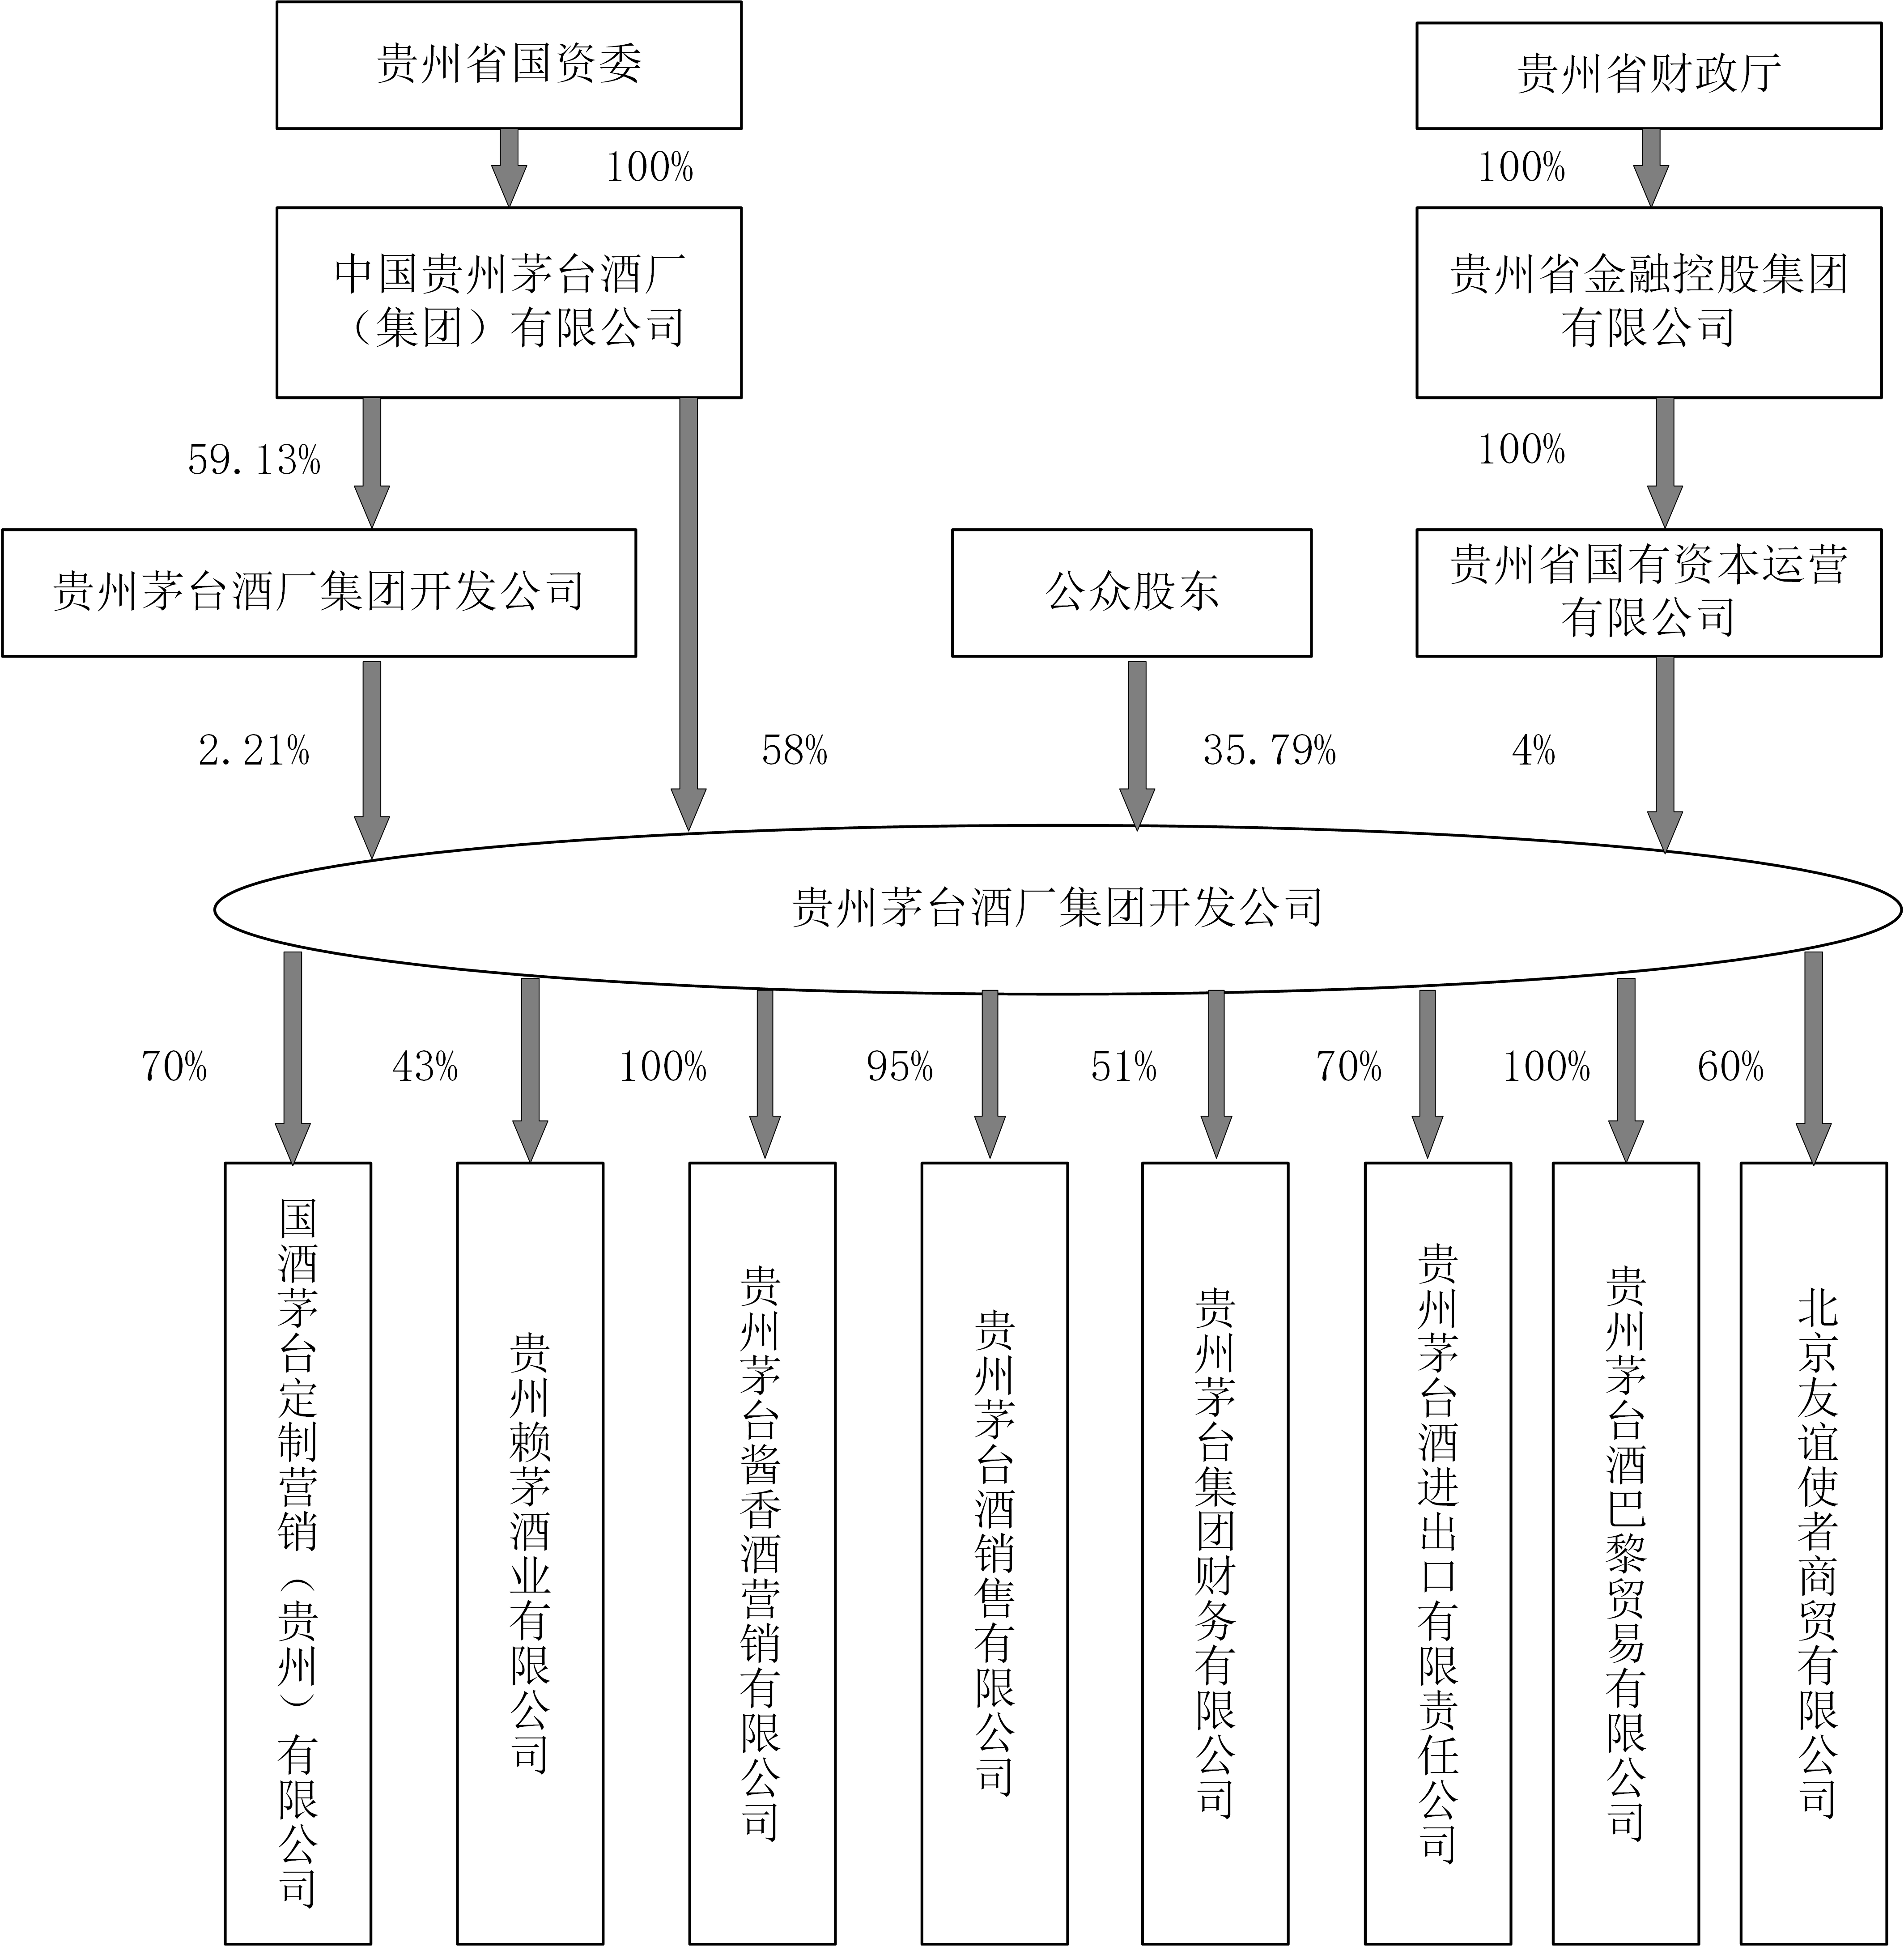 贵州省国资委
贵州省财政厅
100%
100%
中国贵州茅台酒厂
（集团）有限公司
贵州省金融控股集团
有限公司
59.13%
100%
贵州茅台酒厂集团开发公司
公众股东
贵州省国有资本运营
有限公司
2.21%
58%
35.79%
4%
贵州茅台酒厂集团开发公司
70%
43%
100%
95%
51%
70%
100%
60%
国酒茅台定制营销（贵州）有限公司
贵州赖茅酒业有限公司
贵州茅台酱香酒营销有限公司
贵州茅台酒销售有限公司
贵州茅台集团财务有限公司
贵州茅台酒进出口有限责任公司
贵州茅台酒巴黎贸易有限公司
北京友谊使者商贸有限公司